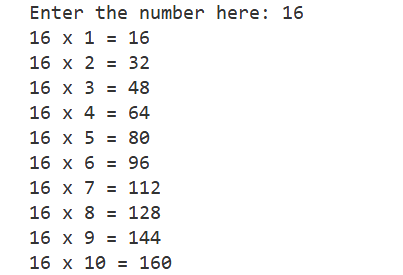 Enter the number here: 16
16 x 1 = 16
16 x 2 = 32
16 x 3 = 48
16 x 4 = 64
16 x 5 = 80
16 x 6 = 96
16 x 7 = 112
16 x 8 = 128
16 x 9 = 144
16 x 10 = 160